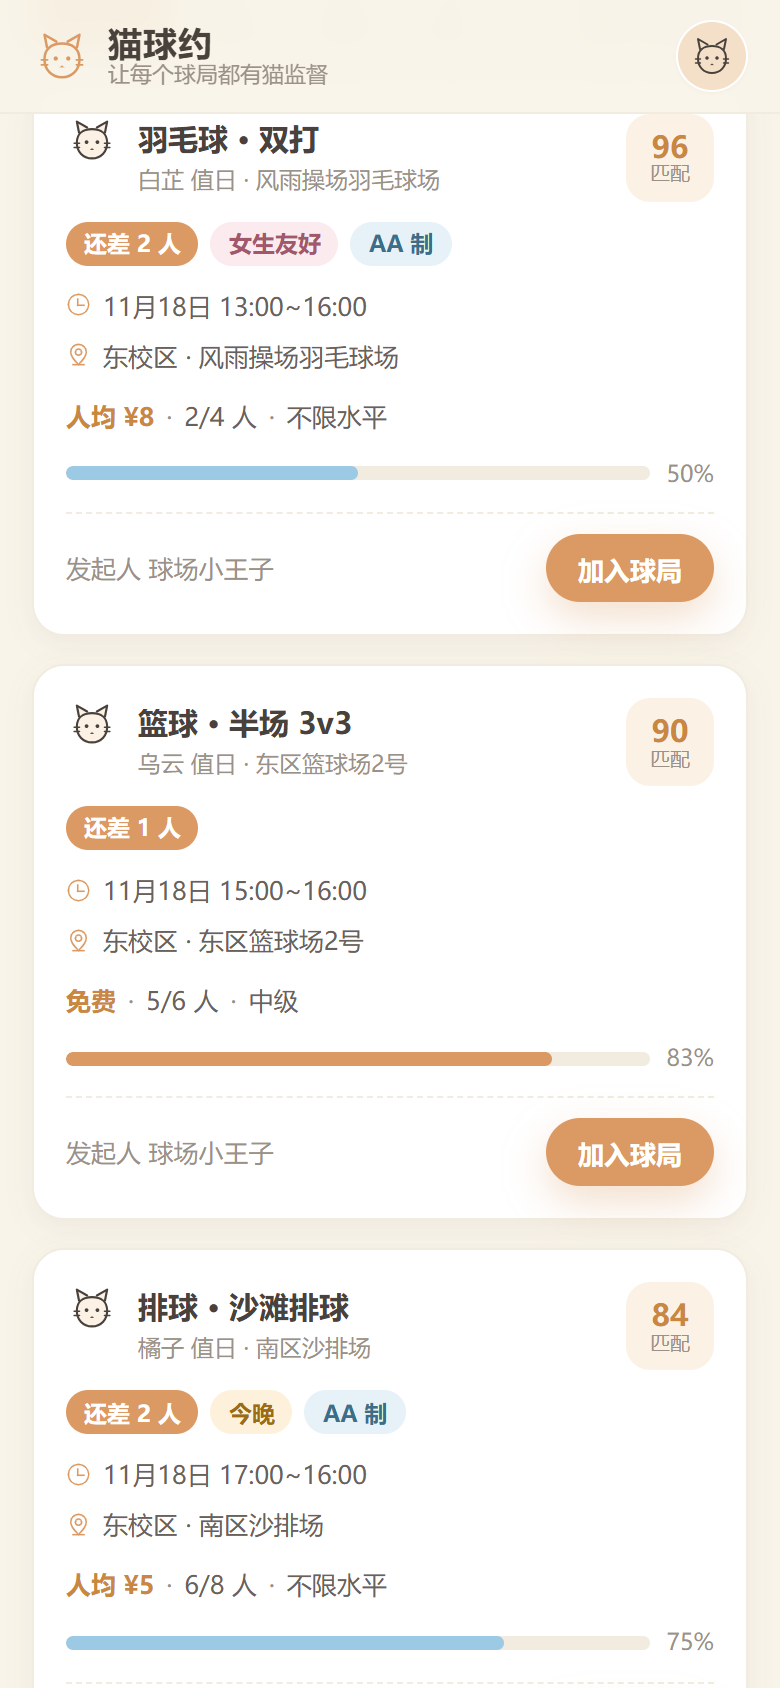 猫球约
让每个球局都有猫监督
羽毛球 · 双打
白芷 值日 · 风雨操场羽毛球场
96
匹配
还差 2 人
女生友好
AA 制
11月18日 13:00~16:00
东校区 · 风雨操场羽毛球场
人均 ¥8 · 2/4 人 · 不限水平
50%
发起人 球场小王子
加入球局
篮球 · 半场 3v3
乌云 值日 · 东区篮球场2号
90
匹配
还差 1 人
11月18日 15:00~16:00
东校区 · 东区篮球场2号
免费 · 5/6 人 · 中级
83%
发起人 球场小王子
加入球局
排球 · 沙滩排球
橘子 值日 · 南区沙排场
84
匹配
还差 2 人
今晚
AA 制
11月18日 17:00~16:00
东校区 · 南区沙排场
人均 ¥5 · 6/8 人 · 不限水平
75%